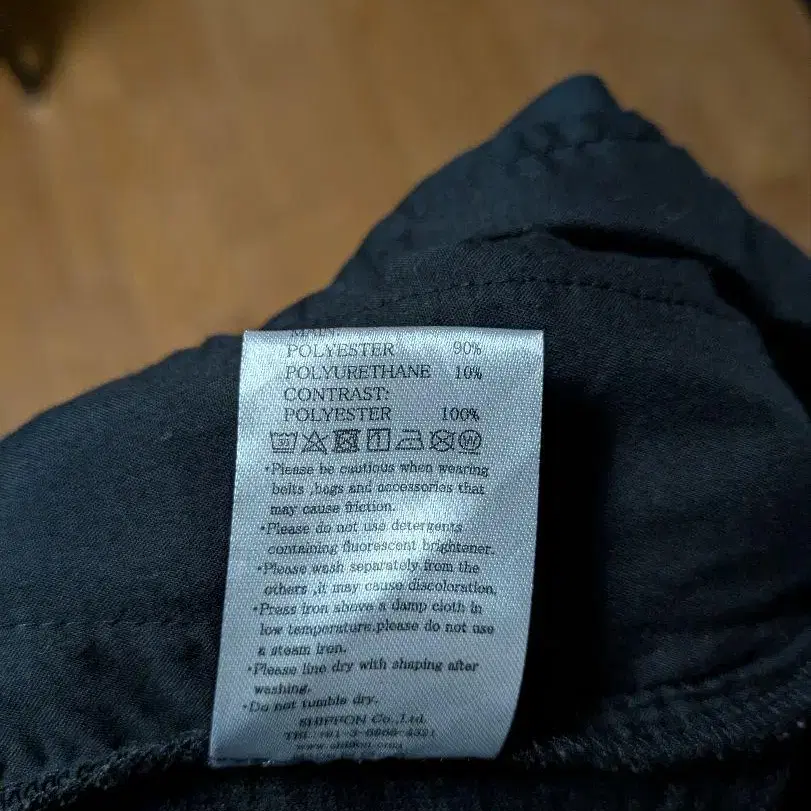 MAIN:
POLYESTER 90%
POLYURETHANE 10%
CONTRAST:
POLYESTER 100%
W
•Please be cautious when wearing
belts ,bags and accessories that
may cause friction.
•Please do not use detergents
containing fluorescent brightener.
•Please wash separately from the
others ,it may cause discoloration.
•Press iron above a damp cloth in
low temperature,please do not use
a steam iron.
•Please line dry with shaping after
washing.
•Do not tumble dry.
SHIFFON Co.,Ltd.